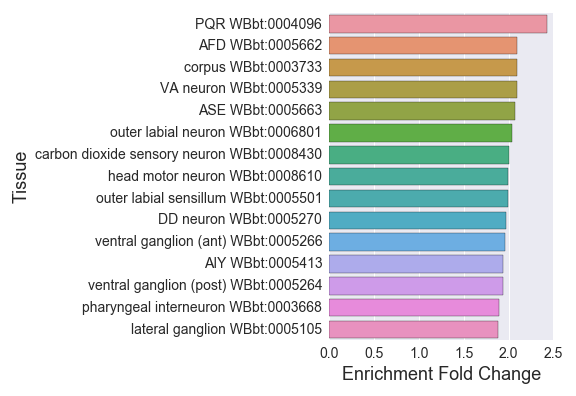 PQR WBbt:0004096
AFD WBbt:0005662
corpus WBbt:0003733
VA neuron WBbt:0005339
ASE WBbt:0005663
outer labial neuron WBbt:0006801
carbon dioxide sensory neuron WBbt:0008430
head motor neuron WBbt:0008610
outer labial sensillum WBbt:0005501
DD neuron WBbt:0005270
ventral ganglion (ant) WBbt:0005266
AIY WBbt:0005413
ventral ganglion (post) WBbt:0005264
pharyngeal interneuron WBbt:0003668
lateral ganglion WBbt:0005105
Tissue
0.0 0.5 1.0 1.5 2.0 2.5
Enrichment Fold Change